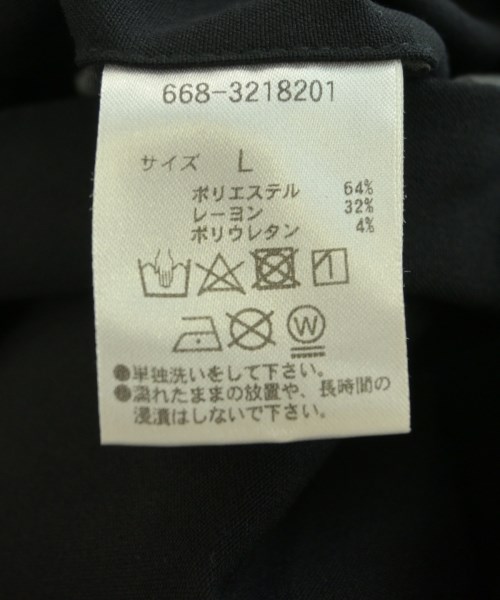 668-3218201
サイズ L
ポリエステル 64%
レーヨン 32%
ポリウレタン 4%
W
●単独洗いをして下さい。
●濡れたままの放置や、長時間の
浸漬はしないで下さい。